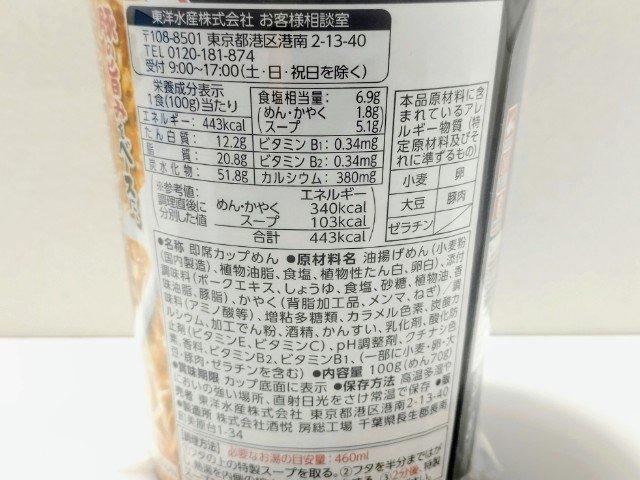 東洋水産株式会社 お客様相談室
〒108-8501 東京都港区港南 2-13-40
TEL 0120-181-874
受付 9:00～17:00(土・日・祝日を除く)
栄養成分表示
1食(100g)当たり
エネルギー: 443kcal
たん白質: 12.2g
脂 質: 20.8g
炭水化物: 51.8g
食塩相当量: 6.9g
(めん・かやく 1.8g)
スープ 5.1g
ビタミン B1: 0.34mg
ビタミン B2: 0.34mg
カルシウム: 380mg
※参考値:
調理直後に
分別した値
エネルギー
めん・かやく 340kcal
スープ 103kcal
合計 443kcal
本品原材料に含
まれているアレ
ルギー物質(特
定原材料及びそ
れに準ずるもの)
小麦 卵
大豆 豚肉
ゼラチン
●名称 即席カップめん ●原材料名 油揚げめん(小麦粉
(国内製造)、植物油脂、食塩、植物性たん白、卵白)、添付
調味料(ポークエキス、しょうゆ、食塩、砂糖、植物油、香
味油脂、豚脂)、かやく(背脂加工品、メンマ、ねぎ)/調
味料(アミノ酸等)、増粘多糖類、カラメル色素、炭酸カ
ルシウム、加工でん粉、酒精、かんすい、乳化剤、酸化防
止剤(ビタミンE、ビタミンC)、pH調整剤、クチナシ色
素、香料、ビタミンB2、ビタミンB1、(一部に小麦・卵・大
豆・豚肉・ゼラチンを含む) ●内容量 100g(めん70g)
●賞味期限 カップ底面に表示 ●保存方法 高温多湿や
においの強い場所、直射日光をさけ常温で保存 ●販
売者 東洋水産株式会社 東京都港区港南2-13-40
●製造所 株式会社酒悦 房総工場 千葉県長生郡長南
町美原台1-34
調理方法 必要なお湯の目安量:460ml
①フタの上の特製スープを取る。②フタを半分まではが